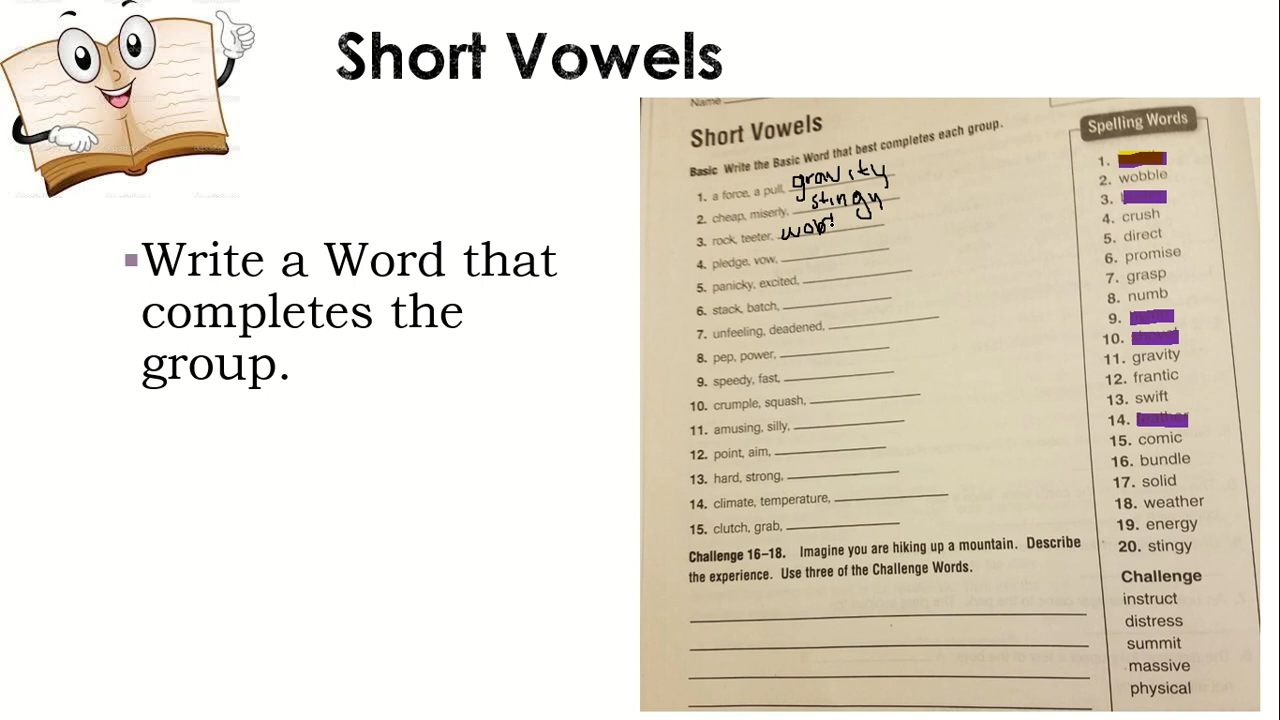 Short Vowels
Write a Word that
completes the
group.
Name
Short Vowels
Basic Write the Basic Word that best completes each group.
1. a force, a pull, gravity
2. cheap, miserly, stingy
3. rock, teeter, wob
4. pledge, vow,
5. panicky, excited,
6. stack, batch,
7. unfeeling, deadened,
8. pep, power,
9. speedy, fast,
10. crumple, squash,
11. amusing, silly,
12. point, aim,
13. hard, strong,
14. climate, temperature,
15. clutch, grab,
Challenge 16–18. Imagine you are hiking up a mountain. Describe
the experience. Use three of the Challenge Words.
Spelling Words
1.
2. wobble
3.
4. crush
5. direct
6. promise
7. grasp
8. numb
9.
10. shovel
11. gravity
12. frantic
13. swift
14. feather
15. comic
16. bundle
17. solid
18. weather
19. energy
20. stingy
Challenge
instruct
distress
summit
massive
physical